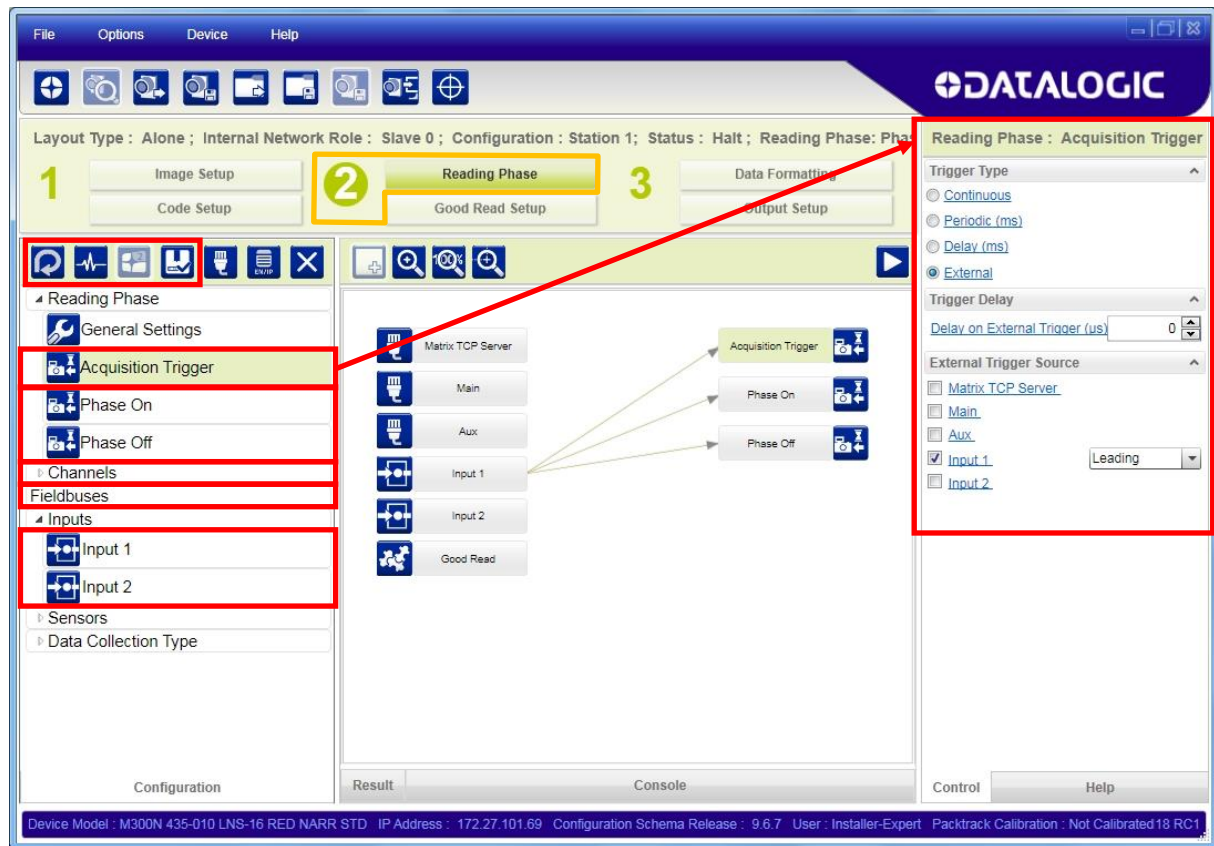 File Options Device Help
DATALOGIC
Layout Type : Alone ; Internal Network Role : Slave 0 ; Configuration : Station 1; Status : Halt ; Reading Phase: Phas
1
Image Setup
Code Setup
2
Reading Phase
Good Read Setup
3
Data Formatting
Output Setup
EN/IP
Reading Phase
General Settings
Acquisition Trigger
Phase On
Phase Off
Channels
Fieldbuses
Inputs
Input 1
Input 2
Sensors
Data Collection Type
Configuration
100%
Matrix TCP Server
Main
Aux
Input 1
Input 2
Good Read
Acquisition Trigger
Phase On
Phase Off
Result
Console
Reading Phase : Acquisition Trigger
Trigger Type
Continuous
Periodic (ms)
Delay (ms)
External
Trigger Delay
Delay on External Trigger (µs) 0
External Trigger Source
Matrix TCP Server
Main
Aux
Input 1 Leading
Input 2
Control
Help
Device Model : M300N 435-010 LNS-16 RED NARR STD IP Address : 172.27.101.69 Configuration Schema Release : 9.6.7 User : Installer-Expert Packtrack Calibration : Not Calibrated 18 RC1